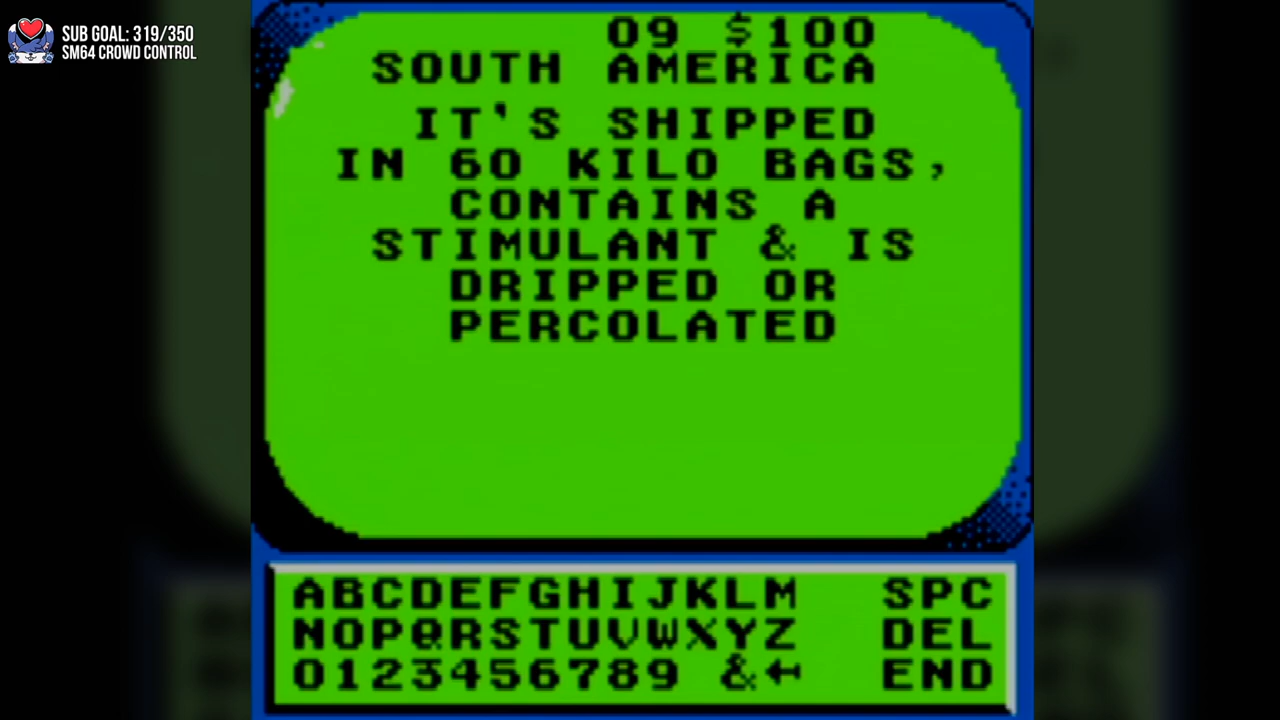 SUB GOAL: 319/350
SM64 CROWD CONTROL
09 $100
SOUTH AMERICA
IT'S SHIPPED
IN 60 KILO BAGS,
CONTAINS A
STIMULANT & IS
DRIPPED OR
PERCOLATED
ABCDEFGHIJKLM SPC
NOPQRSTUVWXYZ DEL
0123456789 &← END